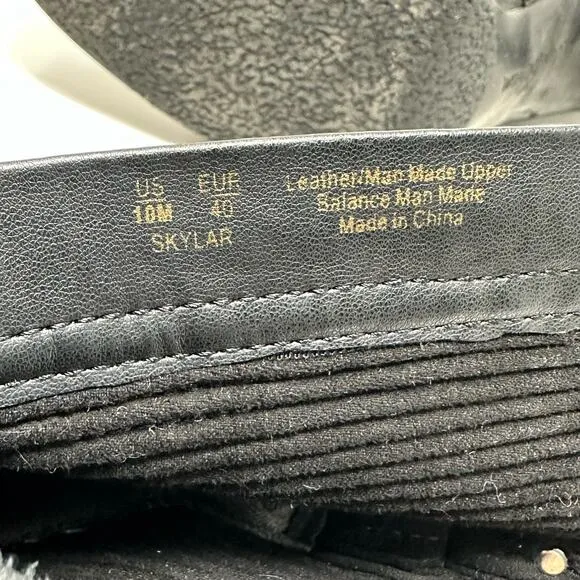 US EUR
10M 40
SKYLAR
Leather/Man Made Upper
Balance Man Made
Made in China